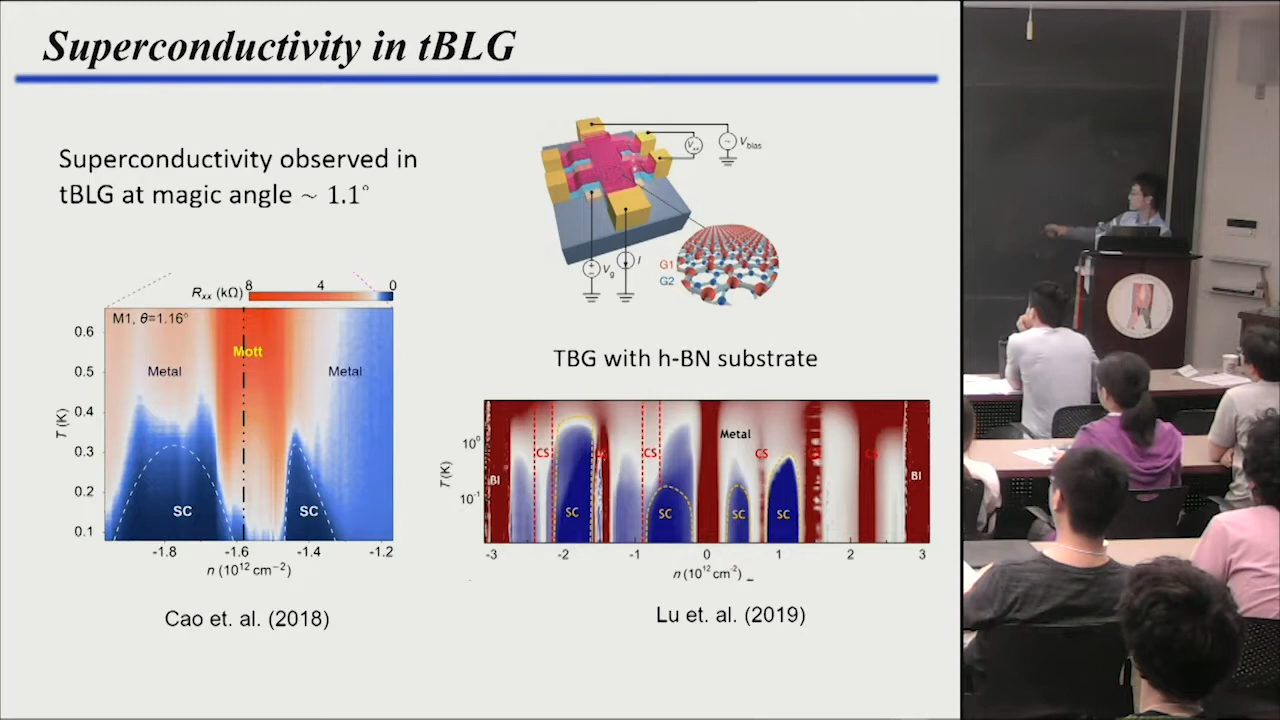 Superconductivity in tBLG
Superconductivity observed in
tBLG at magic angle ~ 1.1°
Vxx
Vbias
Vg
I
G1
G2
Rxx (kΩ)
8
4
0
M1, θ=1.16°
Mott
Metal
Metal
SC
SC
T (K)
0.6
0.5
0.4
0.3
0.2
0.1
-1.8
-1.6
-1.4
-1.2
n (10¹² cm⁻²)
Cao et. al. (2018)
TBG with h-BN substrate
T (K)
10⁰
10⁻¹
BI
CS
CS
Metal
CS
CS
BI
SC
SC
SC
SC
-3
-2
-1
0
1
2
3
n (10¹² cm⁻²)
Lu et. al. (2019)